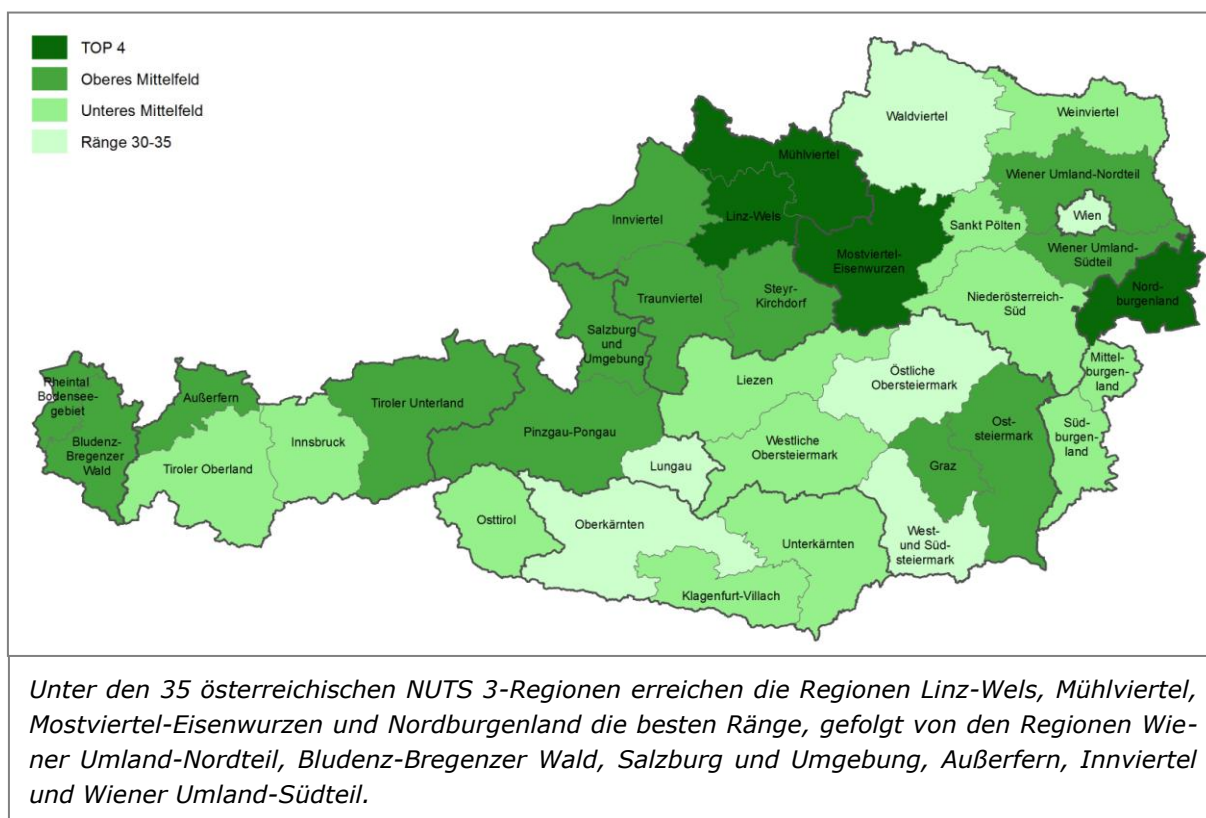 TOP 4
Oberes Mittelfeld
Unteres Mittelfeld
Ränge 30-35
Waldviertel
Weinviertel
Mühlviertel
Wiener Umland-Nordteil
Innviertel
Linz-Wels
Sankt Pölten
Wien
Mostviertel-
Eisenwurzen
Wiener Umland-
Südteil
Nord-
burgenland
Traunviertel
Steyr-
Kirchdorf
Niederösterreich-
Süd
Salzburg
und
Umgebung
Mittel-
burgen-
land
Rheintal
Bodensee-
gebiet
Außerfern
Tiroler Unterland
Liezen
Östliche
Obersteiermark
Bludenz-
Bregenzer
Wald
Innsbruck
Tiroler Oberland
Pinzgau-Pongau
Westliche
Obersteiermark
Ost-
steiermark
Süd-
burgen-
land
Lungau
Graz
Osttirol
Oberkärnten
Unterkärnten
West-
und Süd-
steiermark
Klagenfurt-Villach
Unter den 35 österreichischen NUTS 3-Regionen erreichen die Regionen Linz-Wels, Mühlviertel,
Mostviertel-Eisenwurzen und Nordburgenland die besten Ränge, gefolgt von den Regionen Wie-
ner Umland-Nordteil, Bludenz-Bregenzer Wald, Salzburg und Umgebung, Außerfern, Innviertel
und Wiener Umland-Südteil.